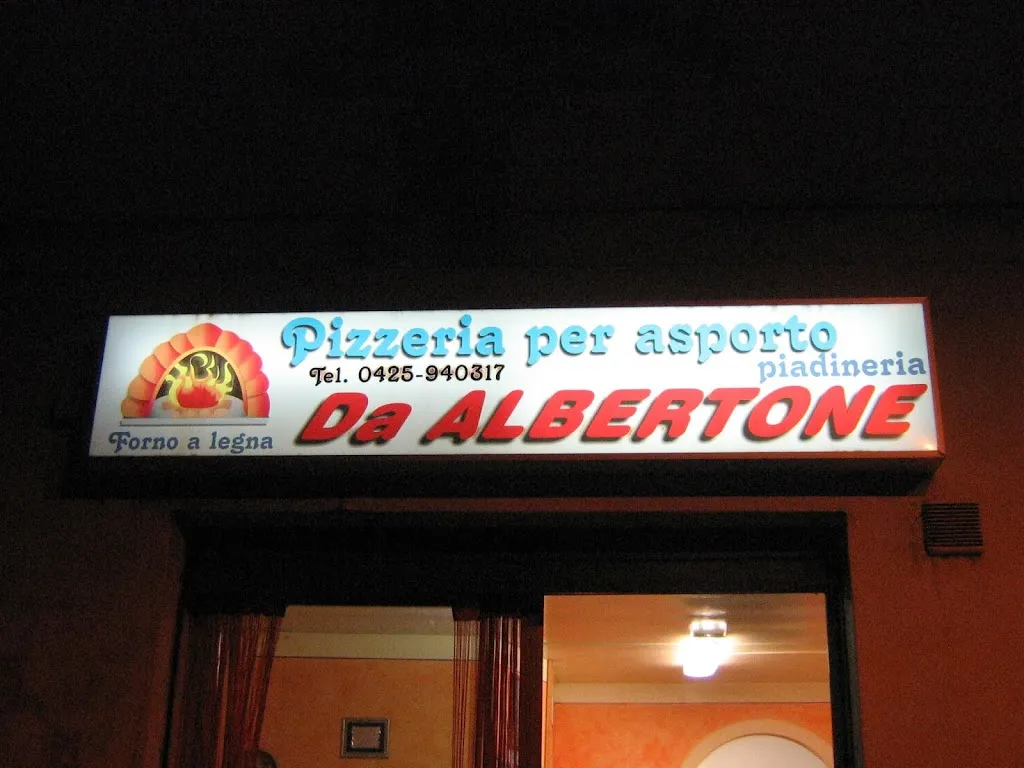 Pizzeria per asporto
piadineria
Tel. 0425-940317
Da ALBERTONE
Forno a legna